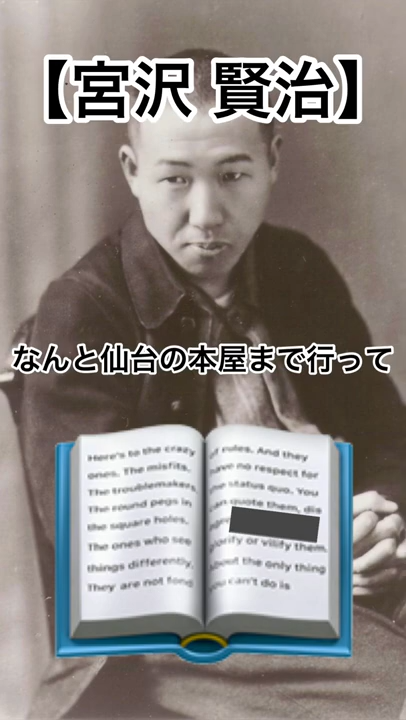 【宮沢 賢治】
なんと仙台の本屋まで行って
Here's to the crazy
ones. The misfits.
The troublemakers.
The round pegs in
the square holes.
The ones who see
things differently.
They are not fond
of rules. And they
have no respect for
the status quo. You
can quote them, dis
glorify or vilify them.
About the only thing
you can't do is